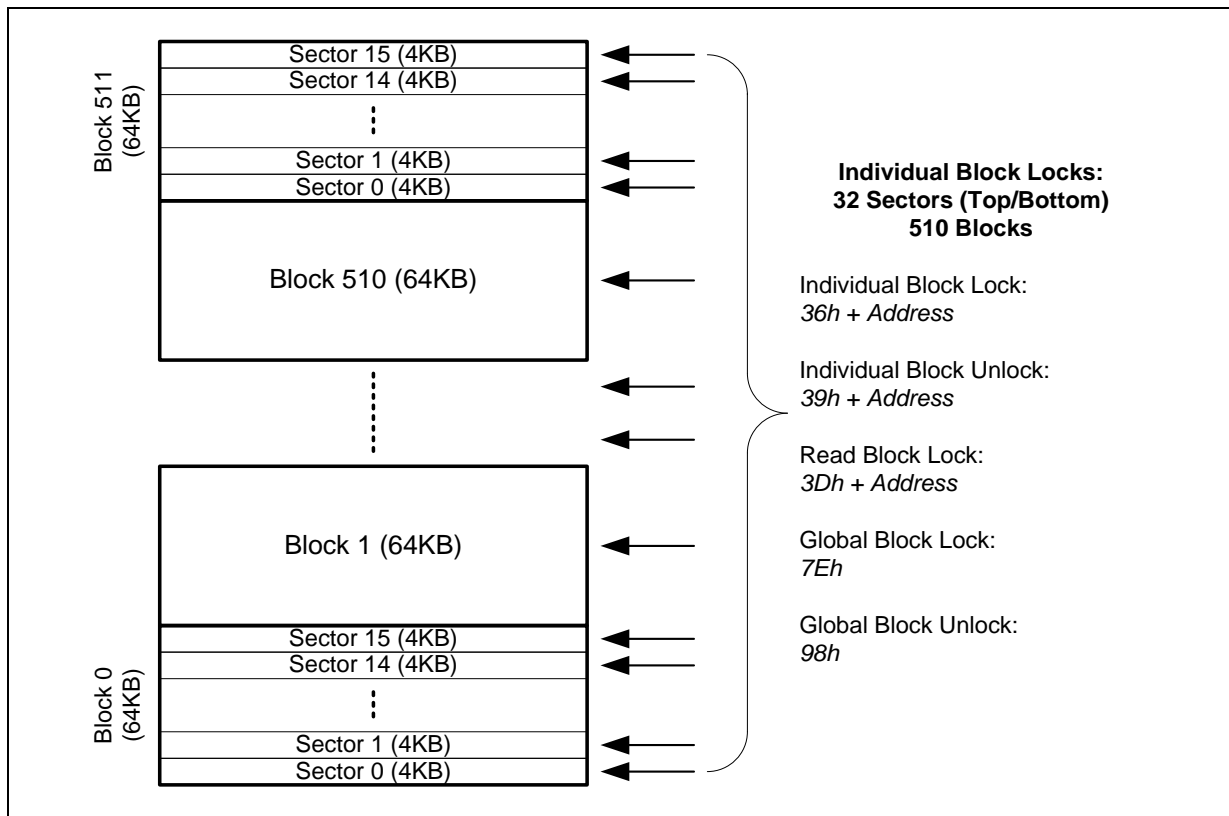 Block 511
(64KB)
Sector 15 (4KB)
Sector 14 (4KB)
Sector 1 (4KB)
Sector 0 (4KB)
Block 510 (64KB)
Block 1 (64KB)
Block 0
(64KB)
Sector 15 (4KB)
Sector 14 (4KB)
Sector 1 (4KB)
Sector 0 (4KB)
Individual Block Locks:
32 Sectors (Top/Bottom)
510 Blocks
Individual Block Lock:
36h + Address
Individual Block Unlock:
39h + Address
Read Block Lock:
3Dh + Address
Global Block Lock:
7Eh
Global Block Unlock:
98h